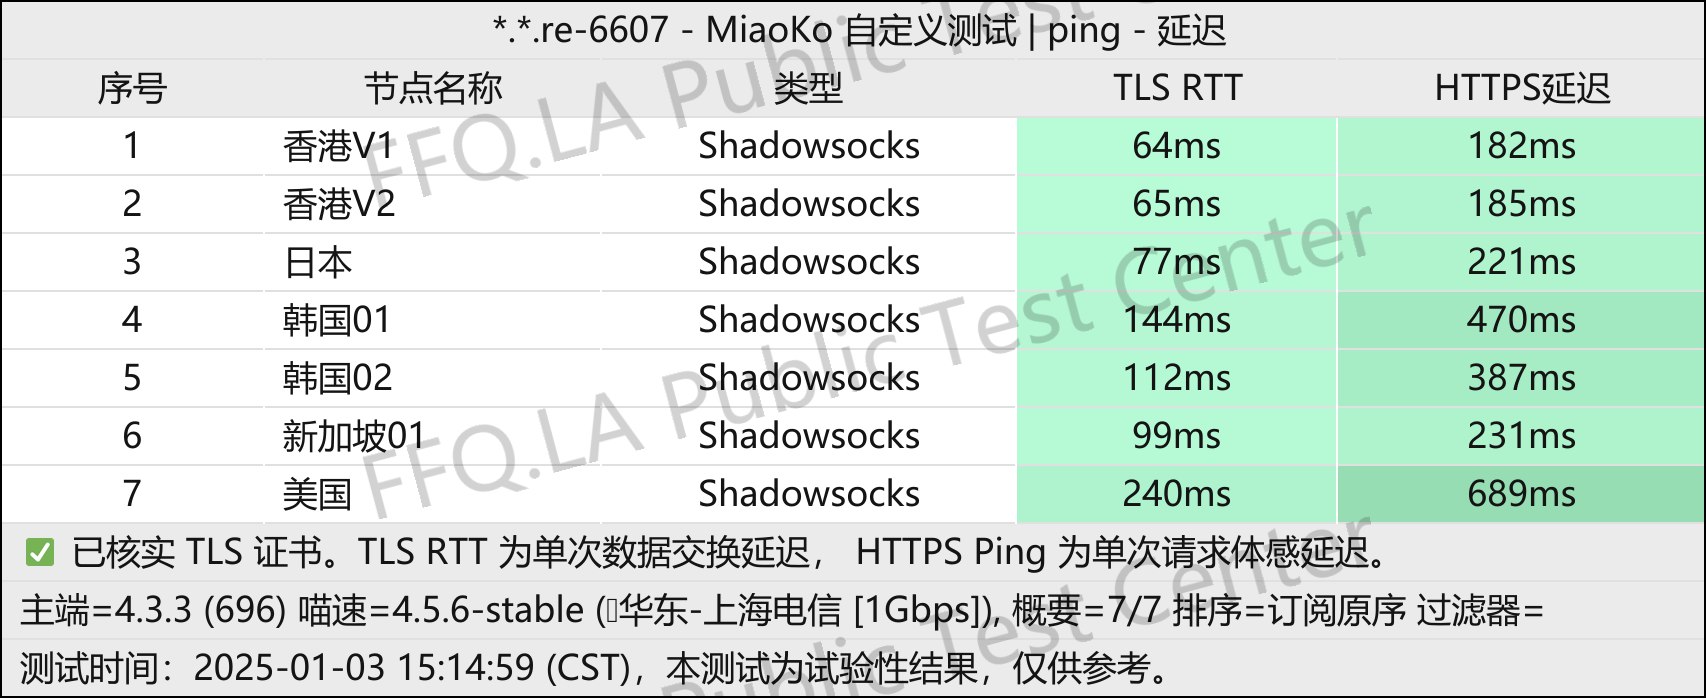 *.*.re-6607 - MiaoKo 自定义测试 | ping - 延迟
序号 节点名称 类型 TLS RTT HTTPS延迟
1 香港V1 Shadowsocks 64ms 182ms
2 香港V2 Shadowsocks 65ms 185ms
3 日本 Shadowsocks 77ms 221ms
4 韩国01 Shadowsocks 144ms 470ms
5 韩国02 Shadowsocks 112ms 387ms
6 新加坡01 Shadowsocks 99ms 231ms
7 美国 Shadowsocks 240ms 689ms
✅ 已核实 TLS 证书。TLS RTT 为单次数据交换延迟， HTTPS Ping 为单次请求体感延迟。
主端=4.3.3 (696) 喵速=4.5.6-stable (华东-上海电信 [1Gbps]), 概要=7/7 排序=订阅原序 过滤器=
测试时间：2025-01-03 15:14:59 (CST)，本测试为试验性结果，仅供参考。
FFQ.LA Public Test Center
FFQ.LA Public Test Center
Public Test Center